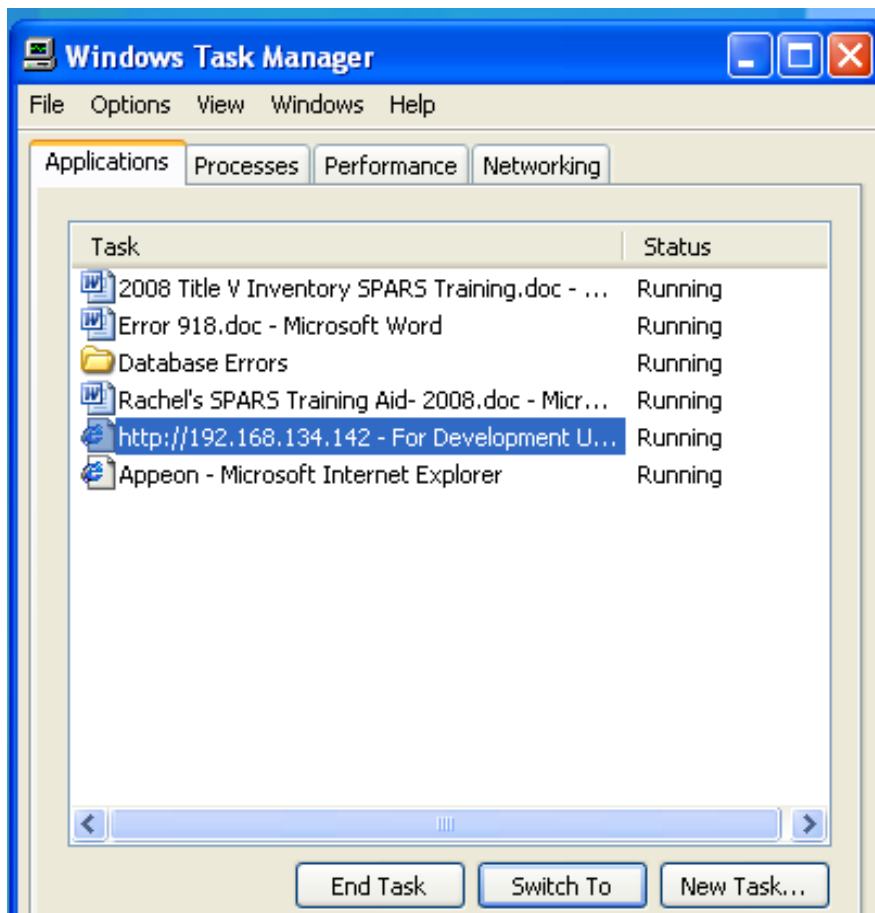 Windows Task Manager
File Options View Windows Help
Applications Processes Performance Networking
Task Status
2008 Title V Inventory SPARS Training.doc - ... Running
Error 918.doc - Microsoft Word Running
Database Errors Running
Rachel's SPARS Training Aid- 2008.doc - Micr... Running
http://192.168.134.142 - For Development U... Running
Appeon - Microsoft Internet Explorer Running
End Task Switch To New Task...